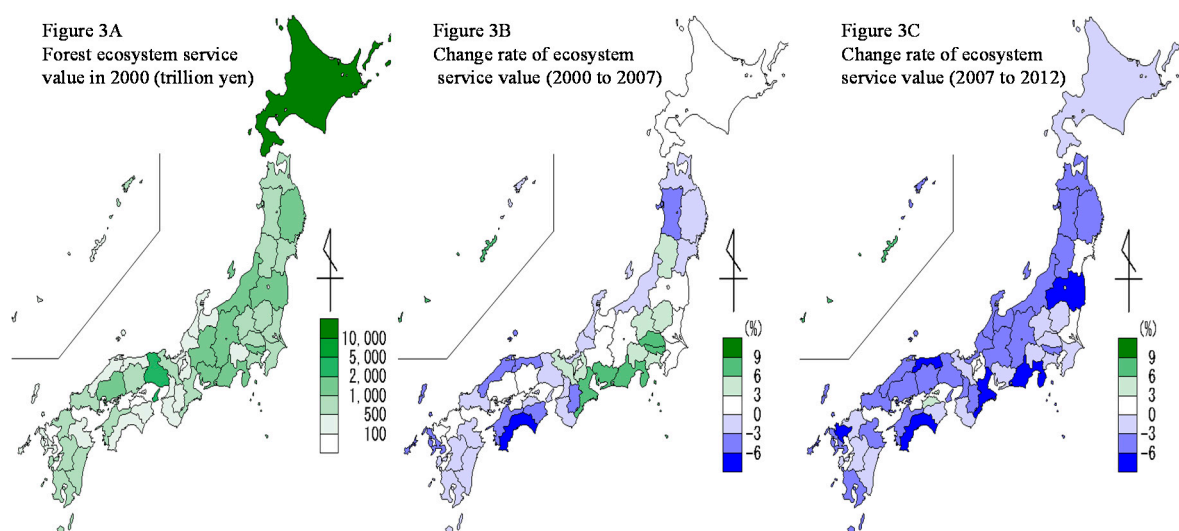 Figure 3A
Forest ecosystem service
value in 2000 (trillion yen)
10, 000
5, 000
2, 000
1, 000
500
100
Figure 3B
Change rate of ecosystem
service value (2000 to 2007)
(%)
9
6
3
0
-3
-6
Figure 3C
Change rate of ecosystem
service value (2007 to 2012)
(%)
9
6
3
0
-3
-6